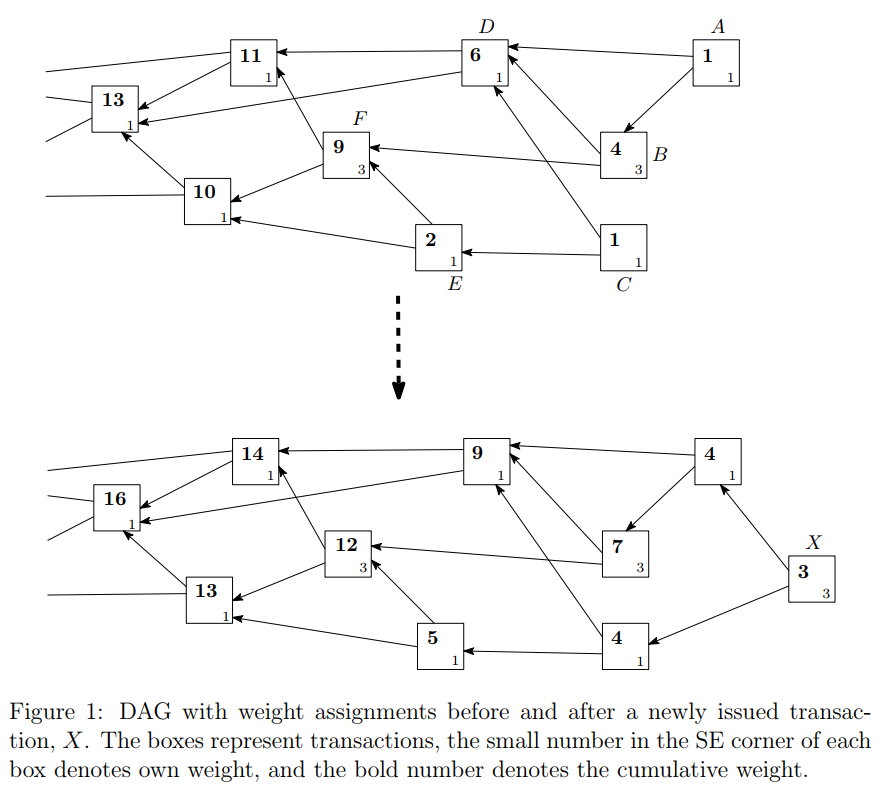 D A
11 1
6 1
1 1
13 1
F
9 3
4 3 B
10 1
2 1
1 1
E C
14 1
9 1
4 1
16 1
X
12 3
7 3
3 3
13 1
5 1
4 1
Figure 1: DAG with weight assignments before and after a newly issued transac-
tion, X. The boxes represent transactions, the small number in the SE corner of each
box denotes own weight, and the bold number denotes the cumulative weight.